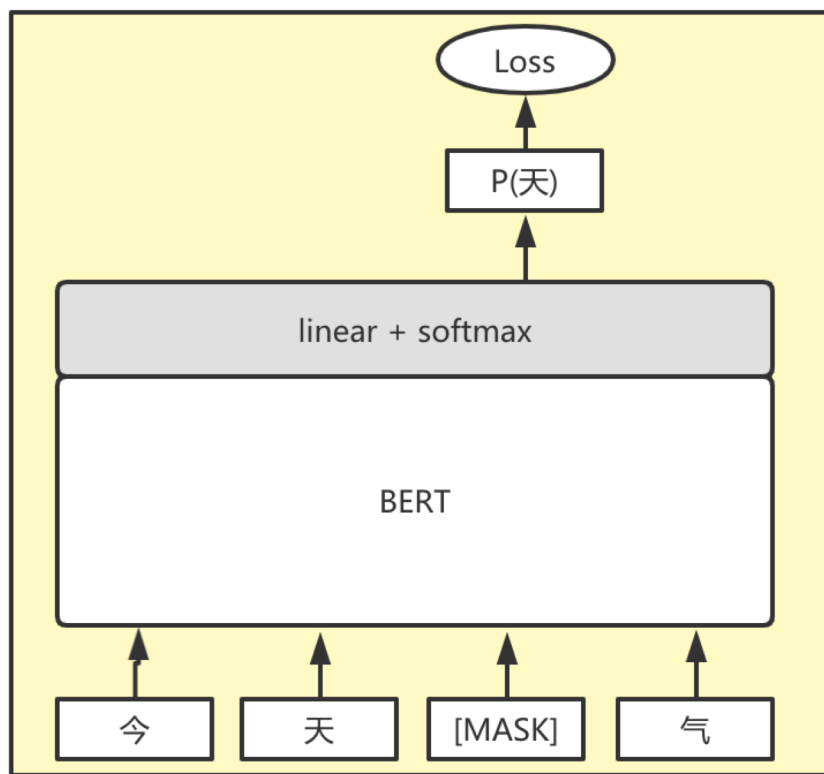 Loss
P(天)
linear + softmax
BERT
今 天 [MASK] 气